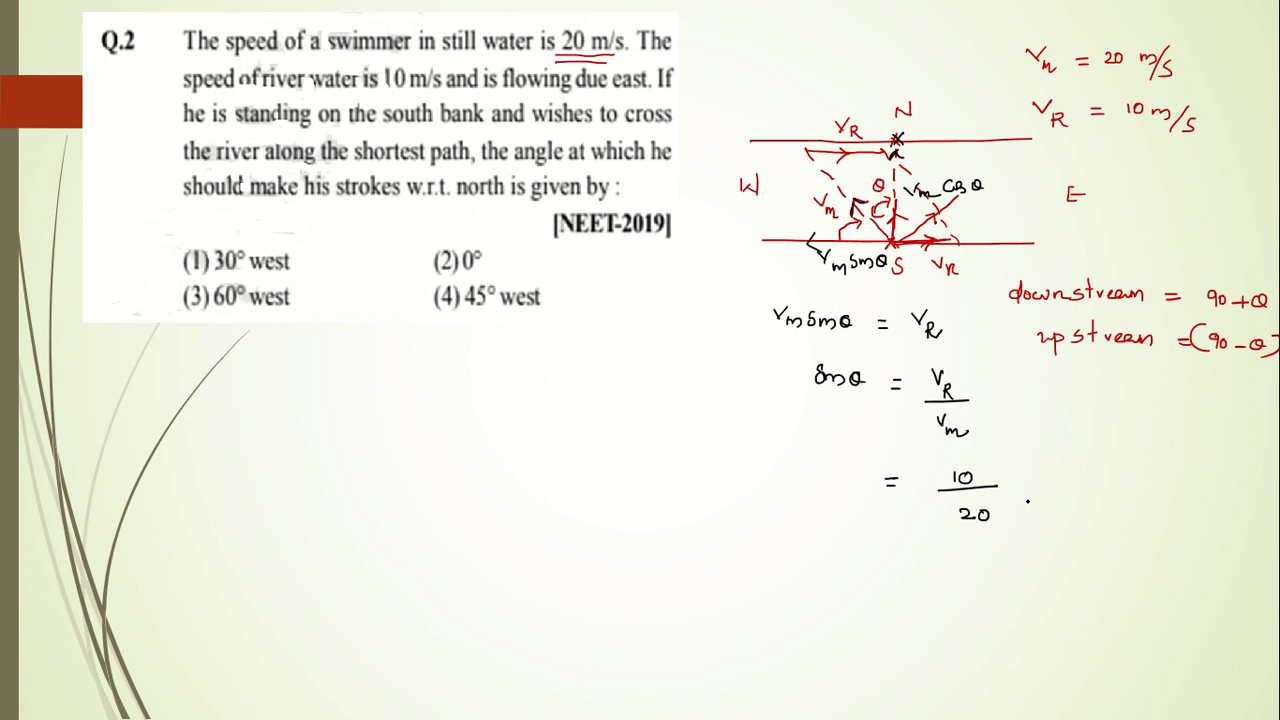 Q.2 The speed of a swimmer in still water is 20 m/s. The
speed of river water is 10 m/s and is flowing due east. If
he is standing on the south bank and wishes to cross
the river along the shortest path, the angle at which he
should make his strokes w.r.t. north is given by :
[NEET-2019]
(1) 30° west (2) 0°
(3) 60° west (4) 45° west
Vm = 20 m/s
VR = 10 m/s
N
VR
W
θ
Vm cos θ
E
Vm
Vm sin θ
S
VR
downstream = 90+θ
upstream = (90-θ)
Vm sin θ = VR
sin θ = VR
Vm
= 10
20